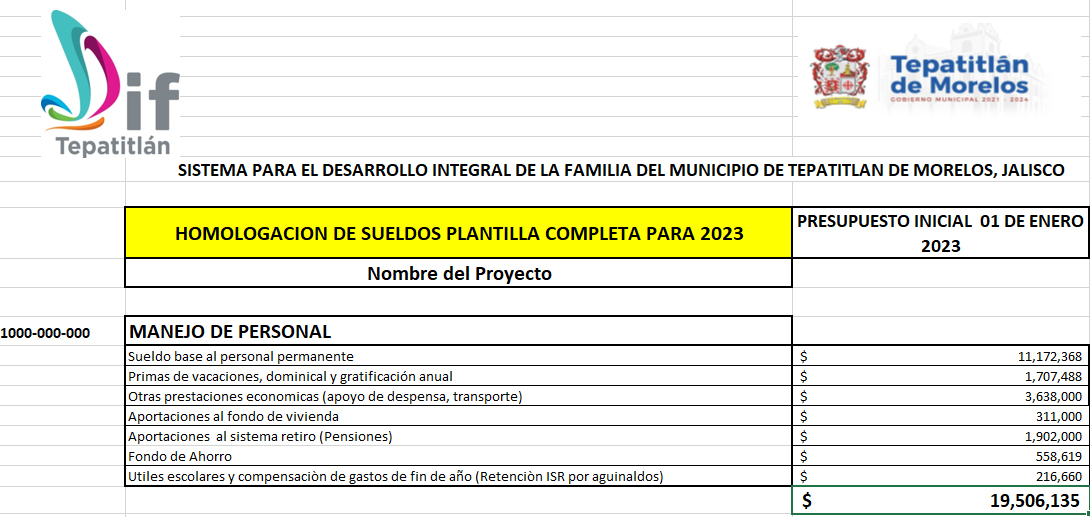 dif
Tepatitlán
Tepatitlán
de Morelos
GOBIERNO MUNICIPAL 2021 - 2024
SISTEMA PARA EL DESARROLLO INTEGRAL DE LA FAMILIA DEL MUNICIPIO DE TEPATITLAN DE MORELOS, JALISCO
HOMOLOGACION DE SUELDOS PLANTILLA COMPLETA PARA 2023
PRESUPUESTO INICIAL 01 DE ENERO
2023
Nombre del Proyecto
1000-000-000 MANEJO DE PERSONAL
Sueldo base al personal permanente $ 11,172,368
Primas de vacaciones, dominical y gratificación anual $ 1,707,488
Otras prestaciones economicas (apoyo de despensa, transporte) $ 3,638,000
Aportaciones al fondo de vivienda $ 311,000
Aportaciones al sistema retiro (Pensiones) $ 1,902,000
Fondo de Ahorro $ 558,619
Utiles escolares y compensaciòn de gastos de fin de año (Retenciòn ISR por aguinaldos) $ 216,660
$ 19,506,135